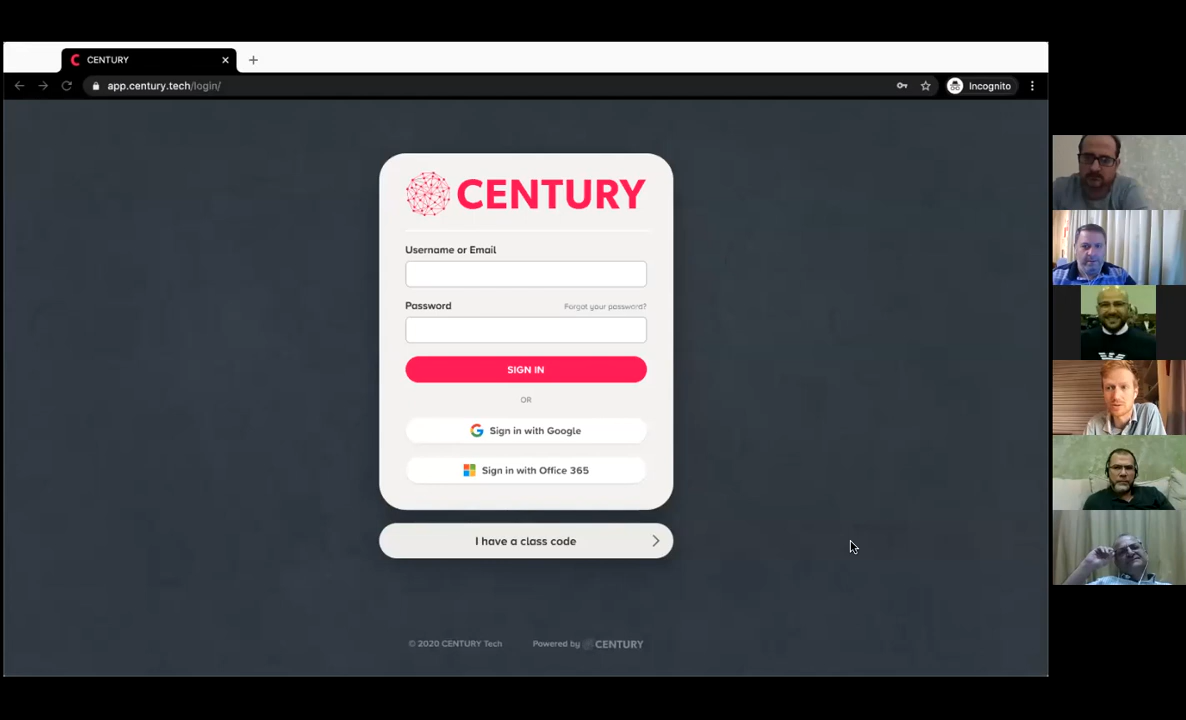 CENTURY
app.century.tech/login/
Incognito
CENTURY
Username or Email
Password
Forgot your password?
SIGN IN
OR
Sign in with Google
Sign in with Office 365
I have a class code
© 2020 CENTURY Tech
Powered by CENTURY